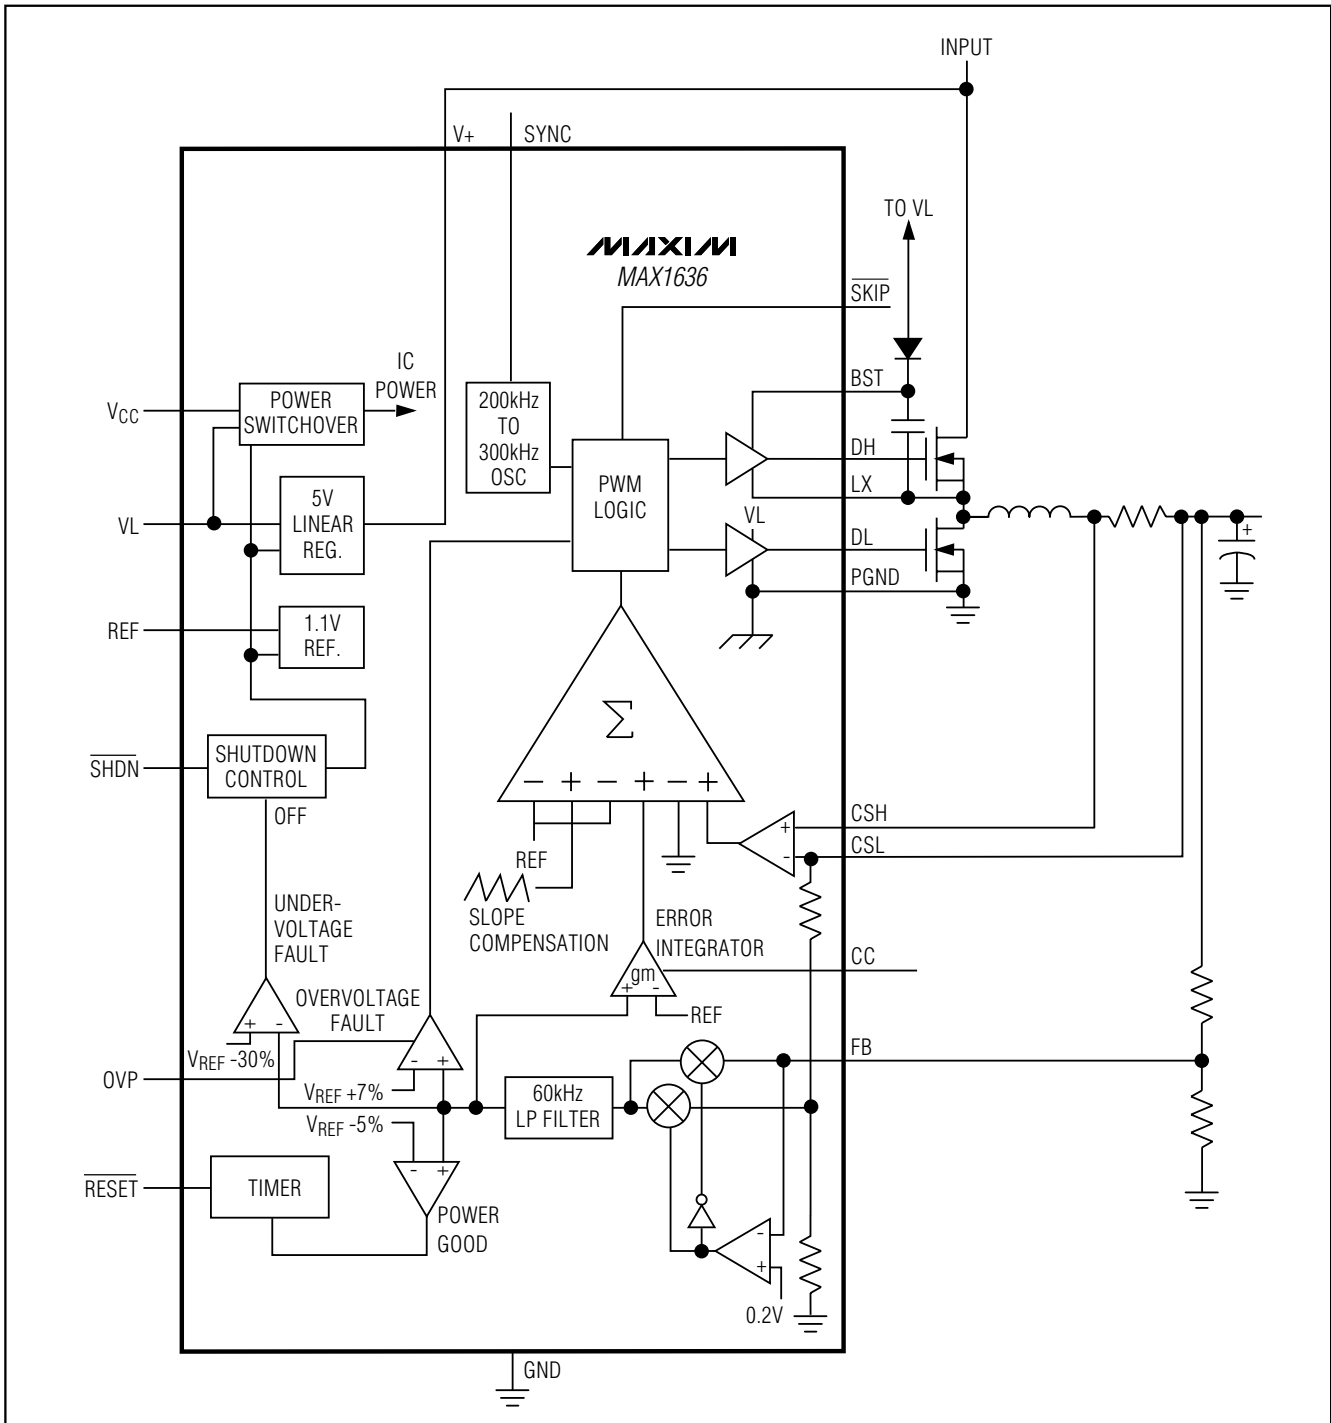 INPUT
V+
SYNC
TO VL
MAXIM
MAX1636
SKIP
IC
POWER
BST
VCC
POWER
SWITCHOVER
200kHz
TO
300kHz
OSC
DH
LX
5V
LINEAR
REG.
PWM
LOGIC
VL
VL
DL
+
PGND
REF
1.1V
REF.
Σ
SHDN
SHUTDOWN
CONTROL
− + − + − +
OFF
CSH
+
CSL
-
REF
UNDER-
VOLTAGE
FAULT
SLOPE
COMPENSATION
ERROR
INTEGRATOR
CC
gm
+ -
OVERVOLTAGE
FAULT
REF
+ -
VREF -30%
FB
- +
OVP
VREF +7%
60kHz
LP FILTER
VREF -5%
- +
RESET
TIMER
POWER
GOOD
-
+
0.2V
GND